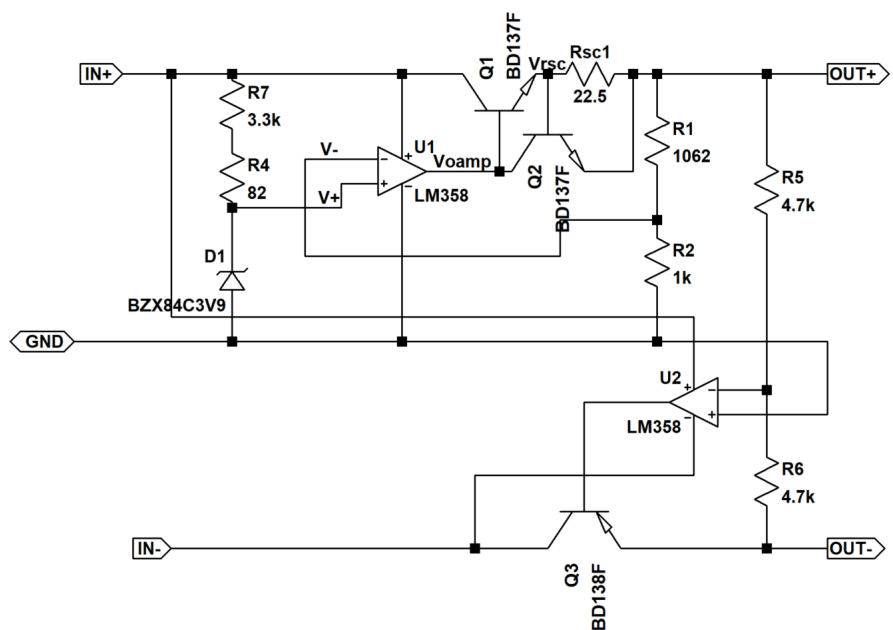 IN+
R7
3.3k
R4
82
V-
V+
U1
LM358
Voamp
Q1
BD137F
Vrsc
Rsc1
22.5
Q2
BD137F
R1
1062
R2
1k
OUT+
R5
4.7k
D1
BZX84C3V9
GND
U2
LM358
R6
4.7k
IN-
Q3
BD138F
OUT-